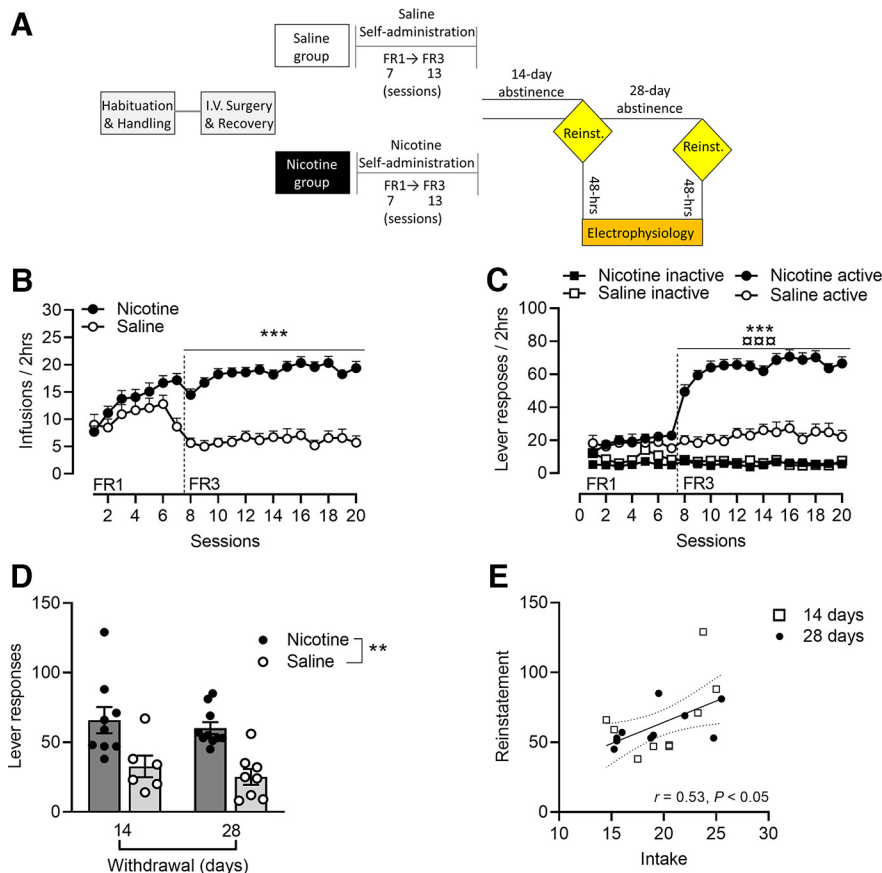 A
Saline
group
Saline
Self-administration
FR1→ FR3
7 13
(sessions)
Habituation
& Handling
I.V. Surgery
& Recovery
Nicotine
group
Nicotine
Self-administration
FR1→ FR3
7 13
(sessions)
14-day
abstinence
28-day
abstinence
Reinst.
Reinst.
48-hrs
48-hrs
Electrophysiology
B
Nicotine
Saline
***
Infusions / 2hrs
30
25
20
15
10
5
0
FR1
FR3
2 4 6 8 10 12 14 16 18 20
Sessions
C
Nicotine inactive
Nicotine active
Saline inactive
Saline active
***
¤¤¤
Lever resposes / 2hrs
100
80
60
40
20
0
FR1
FR3
0 2 4 6 8 10 12 14 16 18 20
Sessions
D
Lever responses
150
100
50
0
Nicotine
Saline
**
14 28
Withdrawal (days)
E
Reinstatement
150
100
50
0
14 days
28 days
r = 0.53, P < 0.05
10 15 20 25 30
Intake